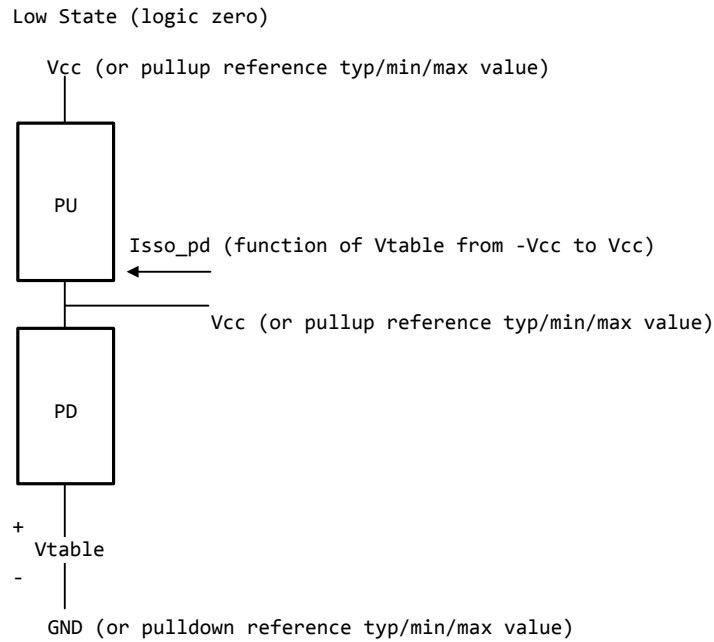 Low State (logic zero)
Vcc (or pullup reference typ/min/max value)
PU
Isso_pd (function of Vtable from -Vcc to Vcc)
Vcc (or pullup reference typ/min/max value)
PD
+
Vtable
-
GND (or pulldown reference typ/min/max value)